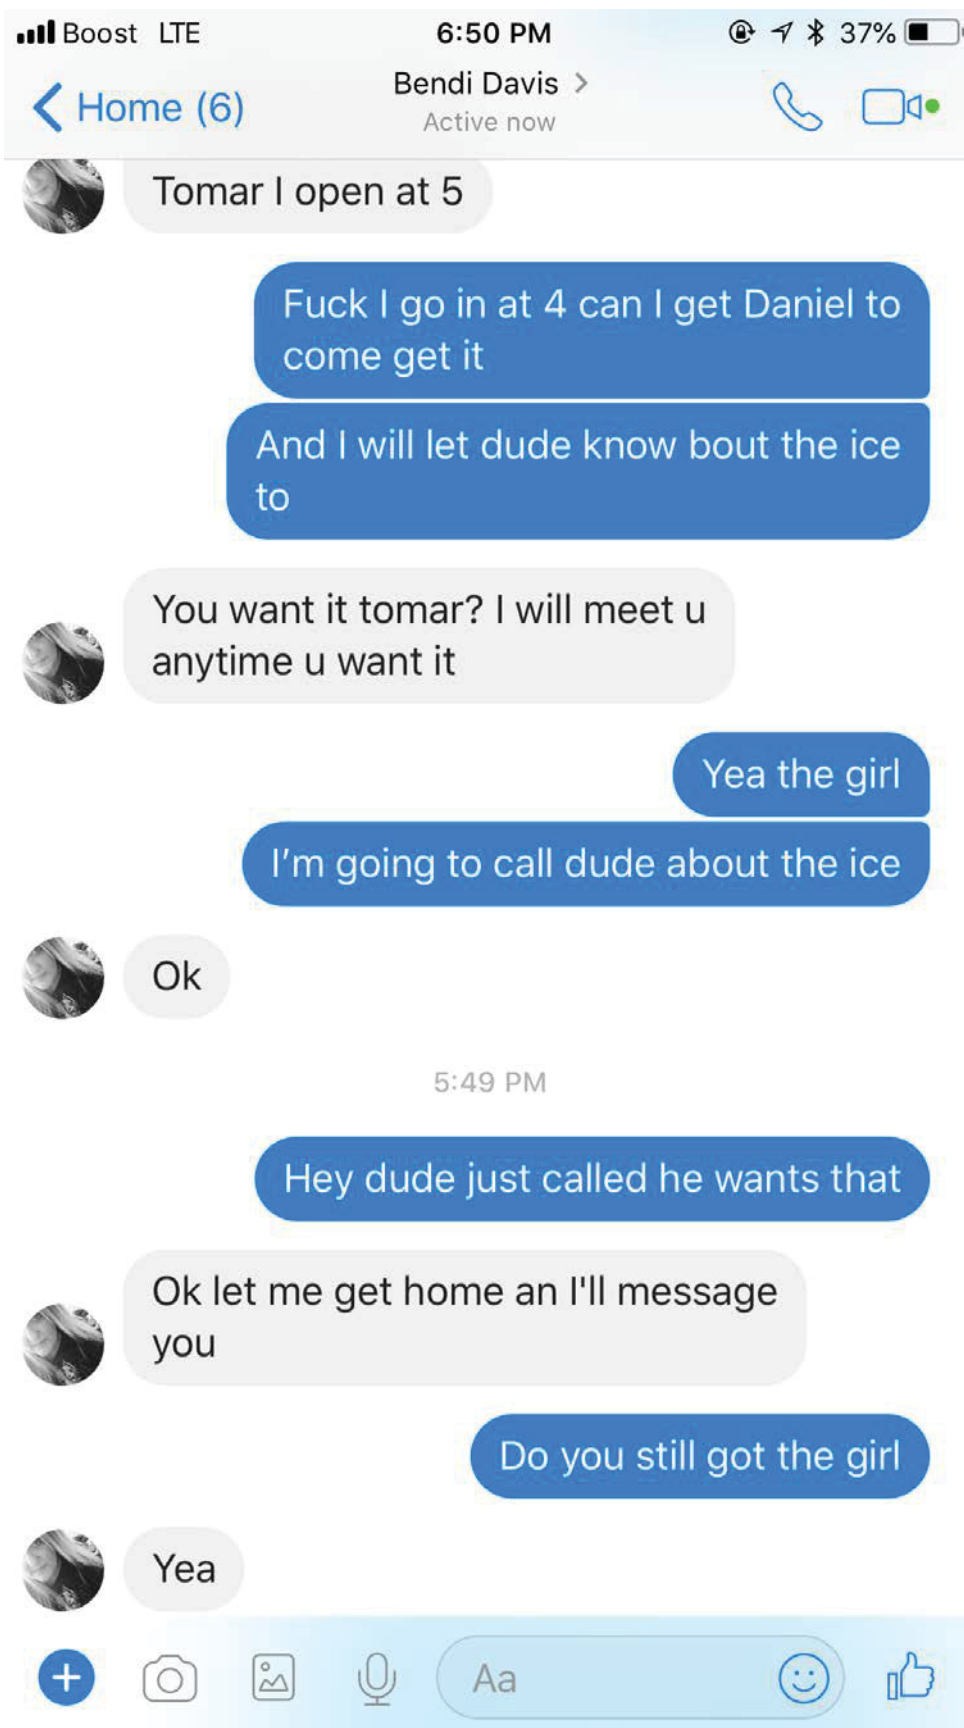 Boost LTE 6:50 PM 37%
Home (6) Bendi Davis >
Active now
Tomar I open at 5
Fuck I go in at 4 can I get Daniel to
come get it
And I will let dude know bout the ice
to
You want it tomar? I will meet u
anytime u want it
Yea the girl
I'm going to call dude about the ice
Ok
5:49 PM
Hey dude just called he wants that
Ok let me get home an I'll message
you
Do you still got the girl
Yea
Aa